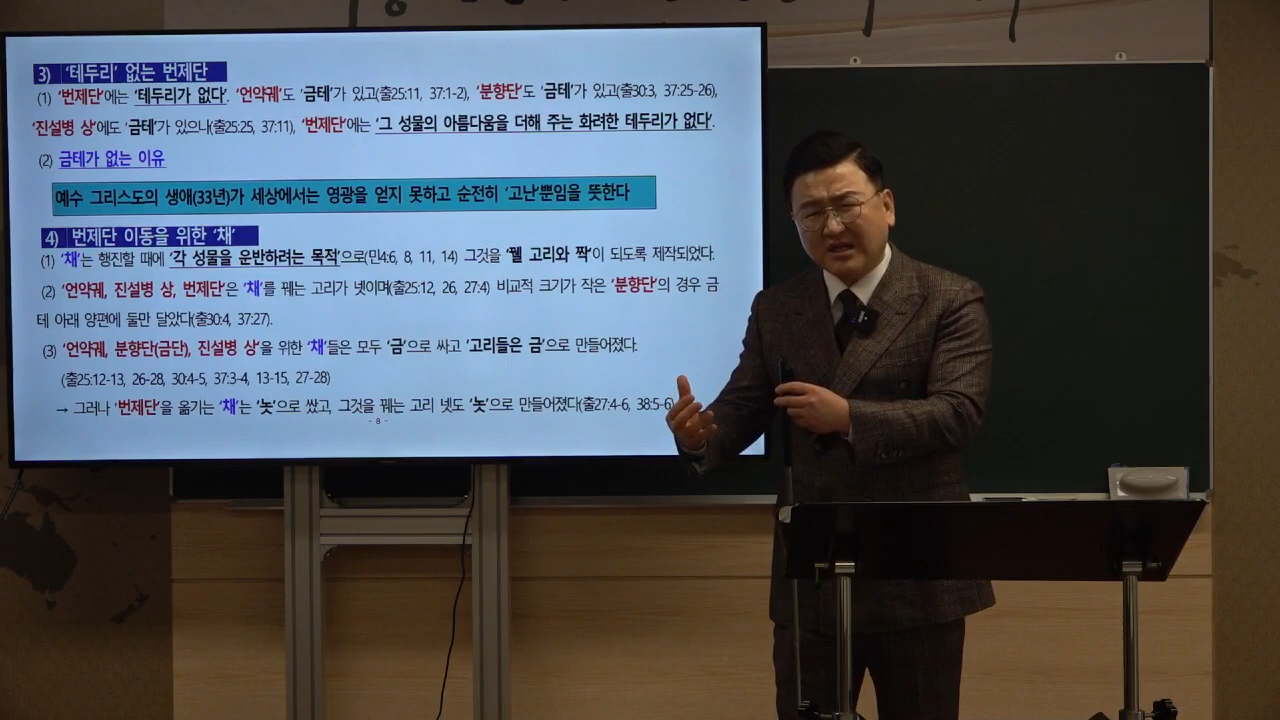 3) '테두리' 없는 번제단
(1) '번제단'에는 '테두리가 없다'. '언약궤'도 '금테'가 있고(출25:11, 37:1-2), '분향단'도 '금테'가 있고(출30:3, 37:25-26),
'진설병 상'에도 '금테'가 있으나(출25:25, 37:11), '번제단'에는 '그 성물의 아름다움을 더해 주는 화려한 테두리가 없다'.
(2) 금테가 없는 이유
예수 그리스도의 생애(33년)가 세상에서는 영광을 얻지 못하고 순전히 '고난'뿐임을 뜻한다
4) 번제단 이동을 위한 '채'
(1) '채'는 행진할 때에 '각 성물을 운반하려는 목적'으로(민4:6, 8, 11, 14) 그것을 '꿸 고리와 짝'이 되도록 제작되었다.
(2) '언약궤, 진설병 상, 번제단'은 '채'를 꿰는 고리가 넷이며(출25:12, 26, 27:4) 비교적 크기가 작은 '분향단'의 경우 금
테 아래 양편에 둘만 달았다(출30:4, 37:27).
(3) '언약궤, 분향단(금단), 진설병 상'을 위한 '채'들은 모두 '금'으로 싸고 '고리들은 금'으로 만들어졌다.
(출25:12-13, 26-28, 30:4-5, 37:3-4, 13-15, 27-28)
→ 그러나 '번제단'을 옮기는 '채'는 '놋'으로 쌌고, 그것을 꿰는 고리 넷도 '놋'으로 만들어졌다(출27:4-6, 38:5-6)
- 8 -